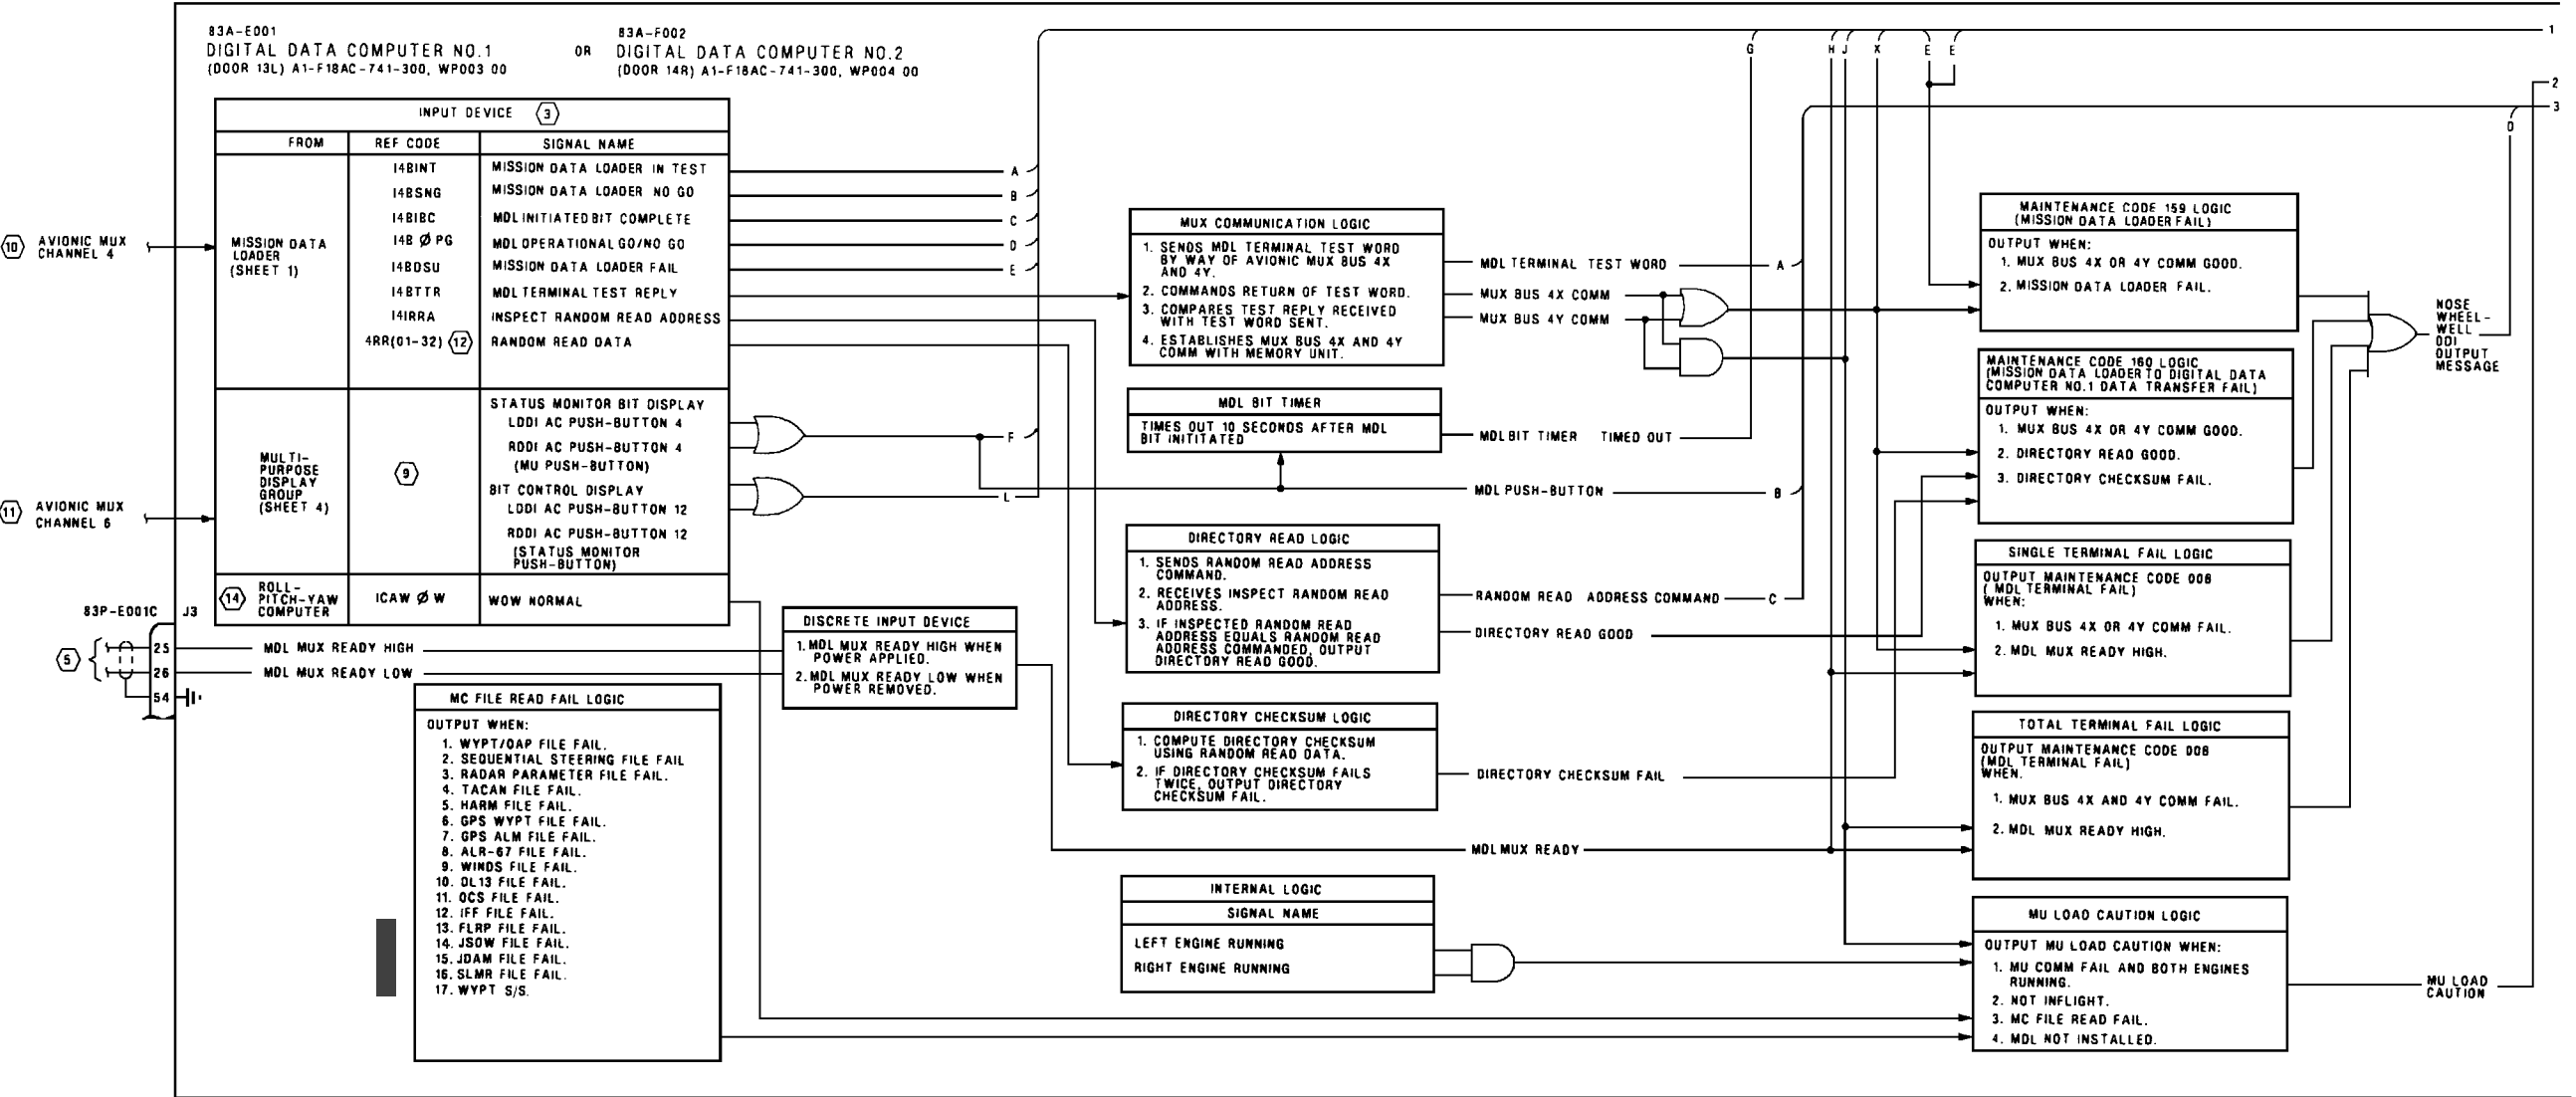 83A-E001
DIGITAL DATA COMPUTER NO.1
(DOOR 13L) A1-F18AC-741-300, WP003 00
OR
83A-F002
DIGITAL DATA COMPUTER NO.2
(DOOR 14R) A1-F18AC-741-300, WP004 00
INPUT DEVICE 3
FROM REF CODE SIGNAL NAME
10 AVIONIC MUX
CHANNEL 4
MISSION DATA
LOADER
(SHEET 1)
I4BINT MISSION DATA LOADER IN TEST A
I4BSNG MISSION DATA LOADER NO GO B
I4BIBC MDL INITIATED BIT COMPLETE C
I4B Ø PG MDL OPERATIONAL GO/NO GO D
I4BDSU MISSION DATA LOADER FAIL E
I4BTTR MDL TERMINAL TEST REPLY
I4IRRA INSPECT RANDOM READ ADDRESS
4RR(01-32) 12 RANDOM READ DATA
11 AVIONIC MUX
CHANNEL 6
MULTI-
PURPOSE
DISPLAY
GROUP
(SHEET 4)
9
STATUS MONITOR BIT DISPLAY
LDDI AC PUSH-BUTTON 4
RDDI AC PUSH-BUTTON 4
(MU PUSH-BUTTON)
F
BIT CONTROL DISPLAY
LDDI AC PUSH-BUTTON 12
RDDI AC PUSH-BUTTON 12
(STATUS MONITOR
PUSH-BUTTON)
L
14 ROLL-
PITCH-YAW
COMPUTER
ICAW Ø W WOW NORMAL
83P-E001C J3
5
25 MDL MUX READY HIGH
26 MDL MUX READY LOW
54
DISCRETE INPUT DEVICE
1. MDL MUX READY HIGH WHEN
POWER APPLIED.
2. MDL MUX READY LOW WHEN
POWER REMOVED.
MC FILE READ FAIL LOGIC
OUTPUT WHEN:
1. WYPT/OAP FILE FAIL.
2. SEQUENTIAL STEERING FILE FAIL
3. RADAR PARAMETER FILE FAIL.
4. TACAN FILE FAIL.
5. HARM FILE FAIL.
6. GPS WYPT FILE FAIL.
7. GPS ALM FILE FAIL.
8. ALR-67 FILE FAIL.
9. WINDS FILE FAIL.
10. DL13 FILE FAIL.
11. OCS FILE FAIL.
12. IFF FILE FAIL.
13. FLRP FILE FAIL.
14. JSOW FILE FAIL.
15. JDAM FILE FAIL.
16. SLMR FILE FAIL.
17. WYPT S/S.
MUX COMMUNICATION LOGIC
1. SENDS MDL TERMINAL TEST WORD
BY WAY OF AVIONIC MUX BUS 4X
AND 4Y.
2. COMMANDS RETURN OF TEST WORD.
3. COMPARES TEST REPLY RECEIVED
WITH TEST WORD SENT.
4. ESTABLISHES MUX BUS 4X AND 4Y
COMM WITH MEMORY UNIT.
MDL TERMINAL TEST WORD A
MUX BUS 4X COMM
MUX BUS 4Y COMM
MDL BIT TIMER
TIMES OUT 10 SECONDS AFTER MDL
BIT INITITATED
MDL BIT TIMER TIMED OUT
MDL PUSH-BUTTON B
DIRECTORY READ LOGIC
1. SENDS RANDOM READ ADDRESS
COMMAND.
2. RECEIVES INSPECT RANDOM READ
ADDRESS.
3. IF INSPECTED RANDOM READ
ADDRESS EQUALS RANDOM READ
ADDRESS COMMANDED, OUTPUT
DIRECTORY READ GOOD.
RANDOM READ ADDRESS COMMAND C
DIRECTORY READ GOOD
DIRECTORY CHECKSUM LOGIC
1. COMPUTE DIRECTORY CHECKSUM
USING RANDOM READ DATA.
2. IF DIRECTORY CHECKSUM FAILS
TWICE, OUTPUT DIRECTORY
CHECKSUM FAIL.
DIRECTORY CHECKSUM FAIL
MDL MUX READY
INTERNAL LOGIC
SIGNAL NAME
LEFT ENGINE RUNNING
RIGHT ENGINE RUNNING
G H J X E E
1
2
3
D
MAINTENANCE CODE 159 LOGIC
(MISSION DATA LOADER FAIL)
OUTPUT WHEN:
1. MUX BUS 4X OR 4Y COMM GOOD.
2. MISSION DATA LOADER FAIL.
MAINTENANCE CODE 160 LOGIC
(MISSION DATA LOADER TO DIGITAL DATA
COMPUTER NO.1 DATA TRANSFER FAIL)
OUTPUT WHEN:
1. MUX BUS 4X OR 4Y COMM GOOD.
2. DIRECTORY READ GOOD.
3. DIRECTORY CHECKSUM FAIL.
SINGLE TERMINAL FAIL LOGIC
OUTPUT MAINTENANCE CODE 008
( MDL TERMINAL FAIL)
WHEN:
1. MUX BUS 4X OR 4Y COMM FAIL.
2. MDL MUX READY HIGH.
TOTAL TERMINAL FAIL LOGIC
OUTPUT MAINTENANCE CODE 008
(MDL TERMINAL FAIL)
WHEN.
1. MUX BUS 4X AND 4Y COMM FAIL.
2. MDL MUX READY HIGH.
MU LOAD CAUTION LOGIC
OUTPUT MU LOAD CAUTION WHEN:
1. MU COMM FAIL AND BOTH ENGINES
RUNNING.
2. NOT INFLIGHT.
3. MC FILE READ FAIL.
4. MDL NOT INSTALLED.
NOSE
WHEEL-
WELL
DDI
OUTPUT
MESSAGE
MU LOAD
CAUTION